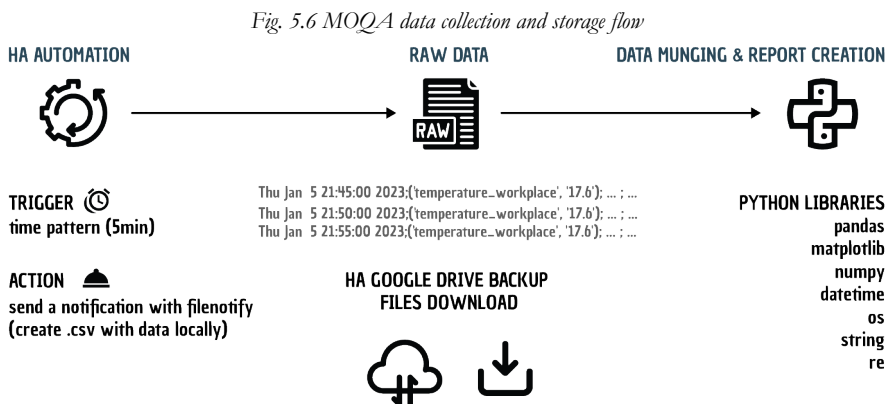 Fig. 5.6 MOQA data collection and storage flow
HA AUTOMATION
RAW DATA
DATA MUNGING & REPORT CREATION
RAW
TRIGGER
time pattern (5min)
ACTION
send a notification with filenotify
(create .csv with data locally)
Thu Jan 5 21:45:00 2023;('temperature_workplace', '17.6'); ... ; ...
Thu Jan 5 21:50:00 2023;('temperature_workplace', '17.6'); ... ; ...
Thu Jan 5 21:55:00 2023;('temperature_workplace', '17.6'); ... ; ...
HA GOOGLE DRIVE BACKUP
FILES DOWNLOAD
PYTHON LIBRARIES
pandas
matplotlib
numpy
datetime
os
string
re